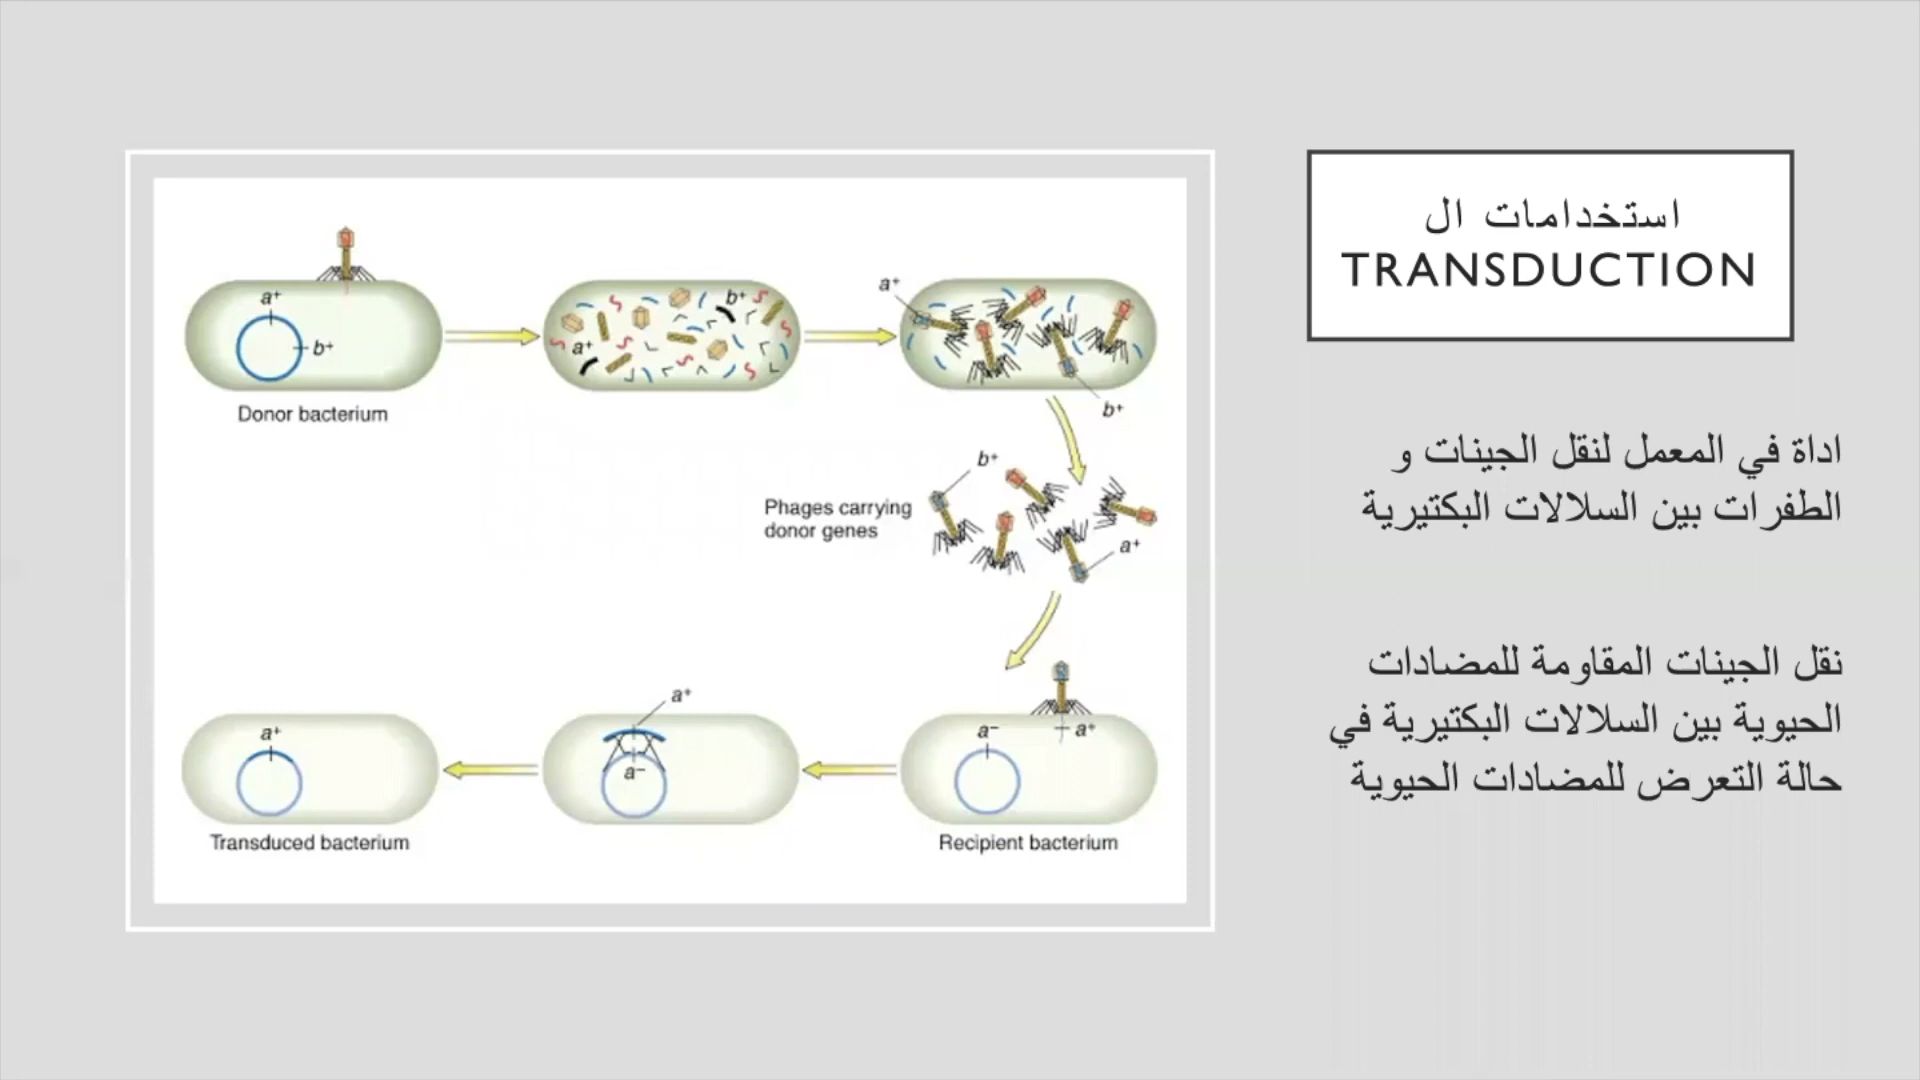 استخدامات ال
TRANSDUCTION
اداة في المعمل لنقل الجينات و
الطفرات بين السلالات البكتيرية
نقل الجينات المقاومة للمضادات
الحيوية بين السلالات البكتيرية في
حالة التعرض للمضادات الحيوية
a⁺
b⁺
Donor bacterium
b⁺
a⁺
a⁺
b⁺
b⁺
Phages carrying
donor genes
a⁺
a⁻
a⁺
Recipient bacterium
a⁺
a⁻
a⁺
Transduced bacterium